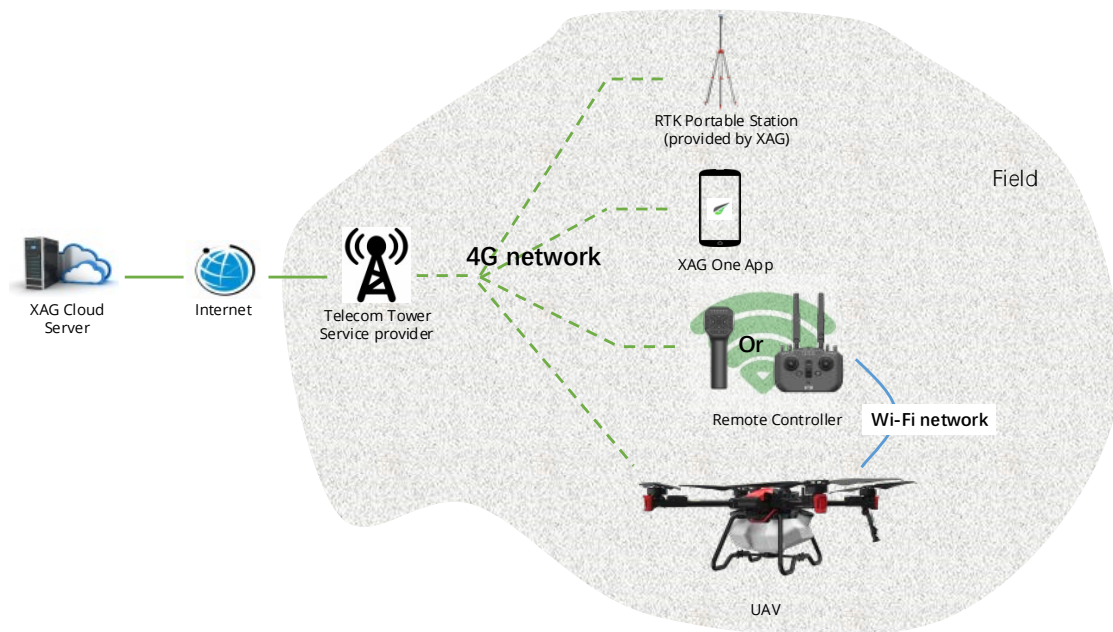 RTK Portable Station
(provided by XAG)
Field
XAG One App
4G network
XAG Cloud
Server
Internet
Telecom Tower
Service provider
Or
Remote Controller
Wi-Fi network
UAV